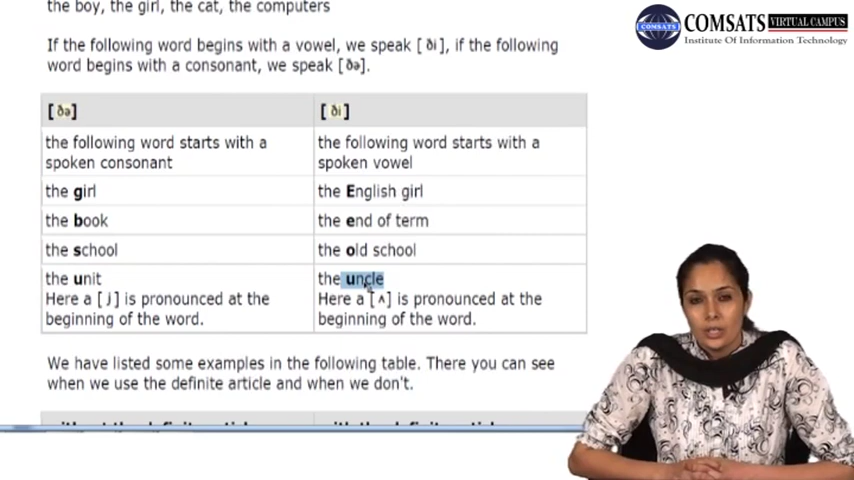 the boy, the girl, the cat, the computers
COMSATS VIRTUAL CAMPUS
Institute Of Information Technology
COMSATS
If the following word begins with a vowel, we speak [ ði], if the following
word begins with a consonant, we speak [ðə].
[ ðə] [ ði]
the following word starts with a the following word starts with a
spoken consonant spoken vowel
the girl the English girl
the book the end of term
the school the old school
the unit the uncle
Here a [ j] is pronounced at the Here a [ʌ] is pronounced at the
beginning of the word. beginning of the word.
We have listed some examples in the following table. There you can see
when we use the definite article and when we don't.